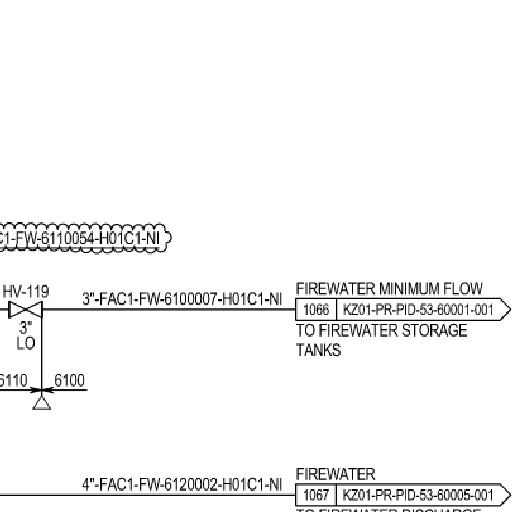 C1-FW-6110054-H01C1-NI
HV-119
3"
LO
3"-FAC1-FW-6100007-H01C1-NI
FIREWATER MINIMUM FLOW
1066 KZ01-PR-PID-53-60001-001
TO FIREWATER STORAGE
TANKS
6110 6100
4"-FAC1-FW-6120002-H01C1-NI
FIREWATER
1067 KZ01-PR-PID-53-60005-001
TO FIREWATER DISCHARGE